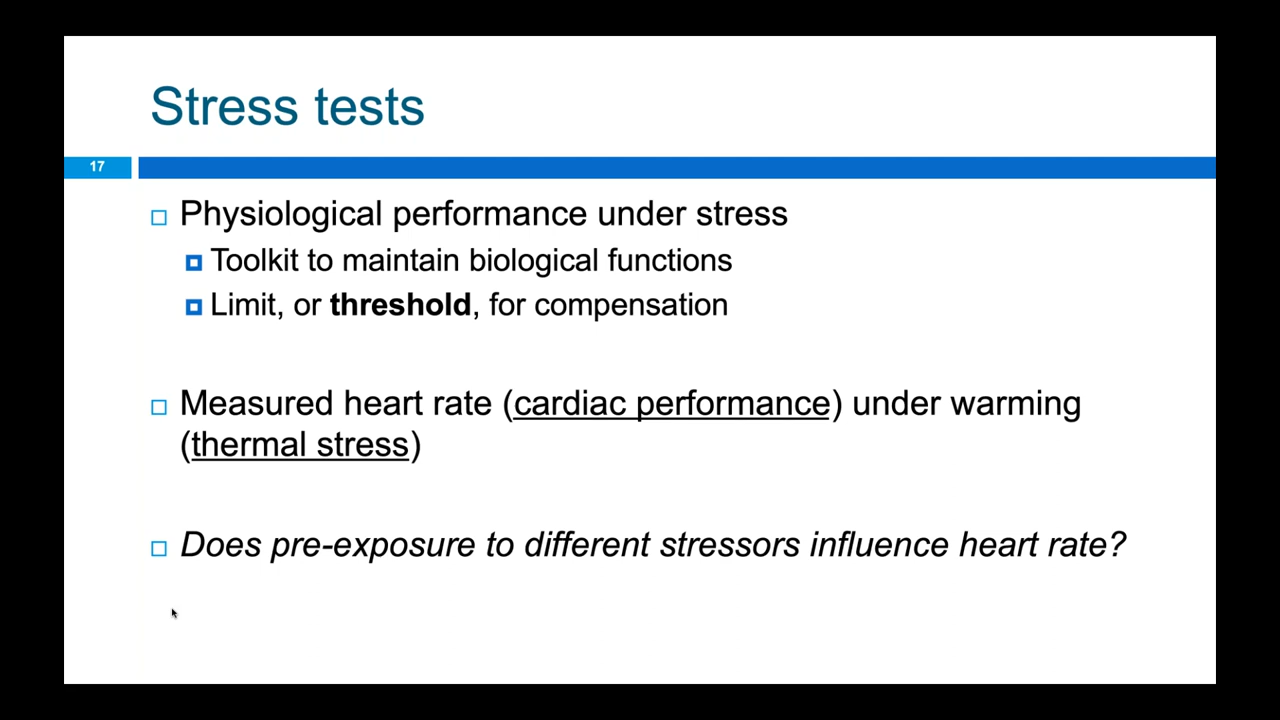 Stress tests
17
Physiological performance under stress
Toolkit to maintain biological functions
Limit, or threshold, for compensation
Measured heart rate (cardiac performance) under warming
(thermal stress)
Does pre-exposure to different stressors influence heart rate?